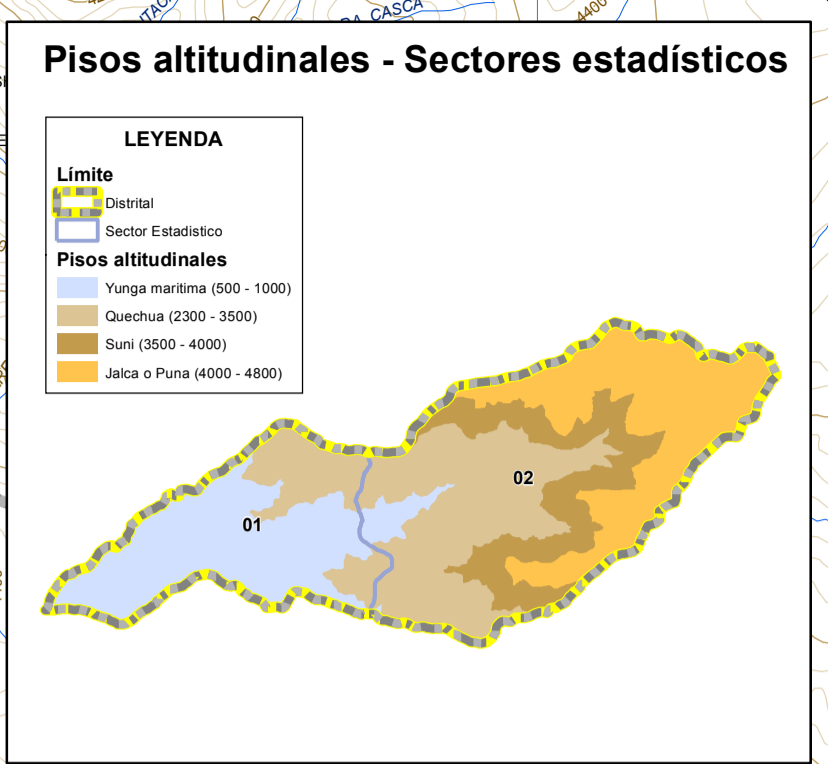 CASCA
4400
Pisos altitudinales - Sectores estadísticos
LEYENDA
Límite
Distrital
Sector Estadistico
Pisos altitudinales
Yunga maritima (500 - 1000)
Quechua (2300 - 3500)
Suni (3500 - 4000)
Jalca o Puna (4000 - 4800)
02
01